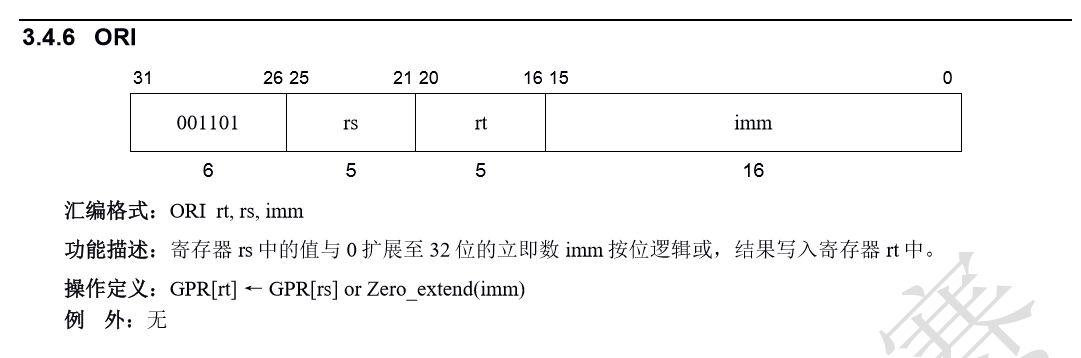 3.4.6 ORI
31 26 25 21 20 16 15 0
001101 rs rt imm
6 5 5 16
汇编格式：ORI rt, rs, imm
功能描述：寄存器 rs 中的值与 0 扩展至 32 位的立即数 imm 按位逻辑或，结果写入寄存器 rt 中。
操作定义：GPR[rt] ← GPR[rs] or Zero_extend(imm)
例 外：无
赛